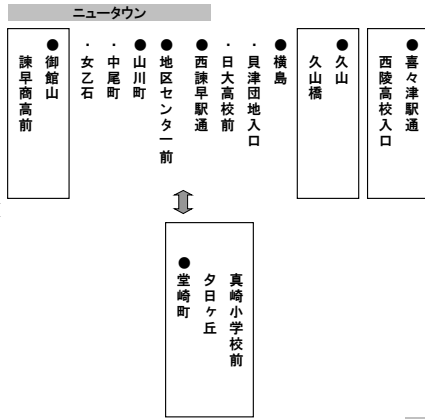 ニュータウン
●喜々津駅通
西陵高校入口
●久山
久山橋
●横島
・貝津団地入口
・日大高校前
●西諫早駅通
●地区センター前
●山川町
・中尾町
・女乙石
●御館山
諫早商高前
真崎小学校前
夕日ヶ丘
●堂崎町